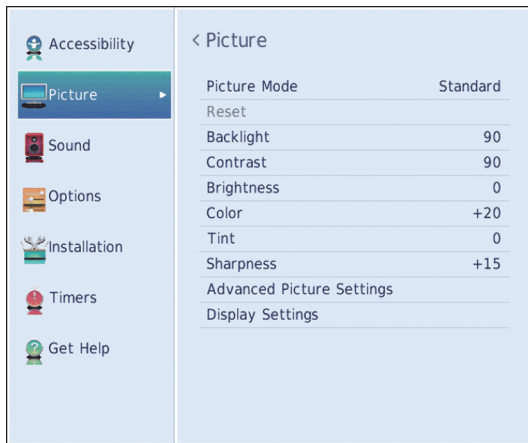 Accessibility
Picture
Sound
Options
Installation
Timers
Get Help
< Picture
Picture Mode Standard
Reset
Backlight 90
Contrast 90
Brightness 0
Color +20
Tint 0
Sharpness +15
Advanced Picture Settings
Display Settings